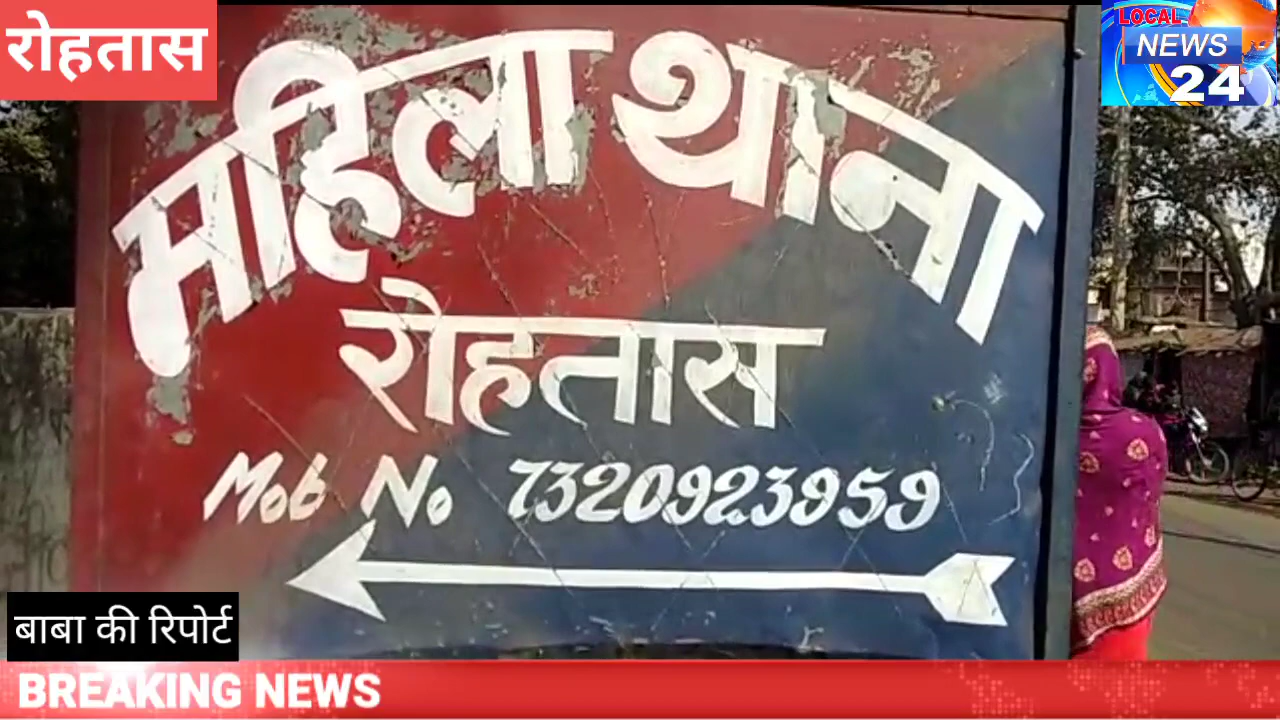 रोहतास
LOCAL
NEWS
24
महिला थाना
रोहतास
Mob No 7320923959
बाबा की रिपोर्ट
BREAKING NEWS